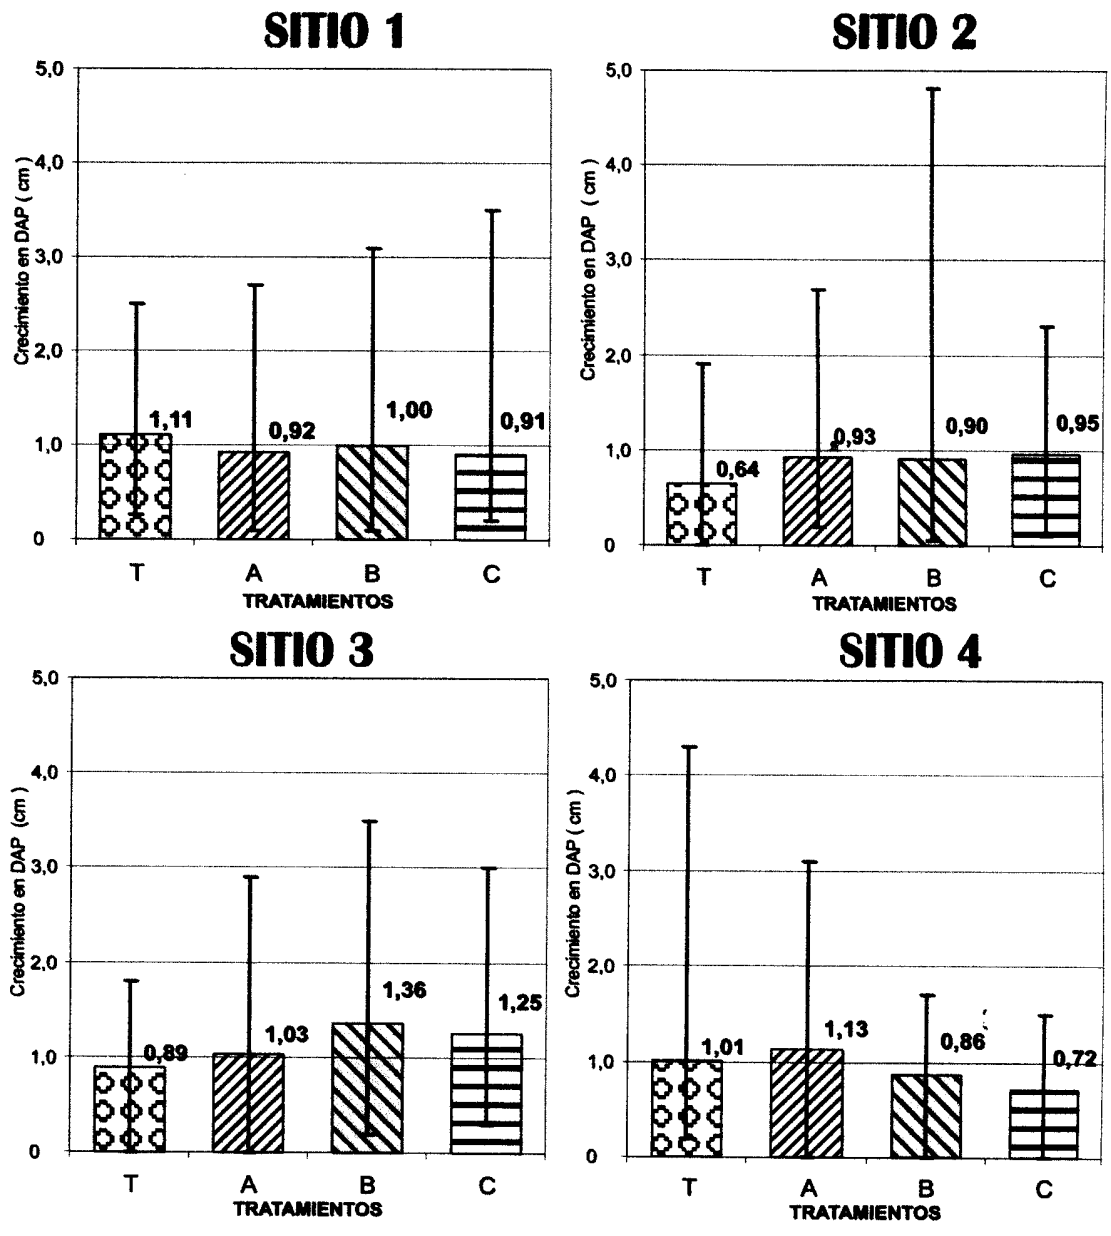 SITIO 1
5,0
4,0
3,0
2,0
1,0
0
Crecimiento en DAP ( cm )
1,11
0,92
1,00
0,91
T A B C
TRATAMIENTOS
SITIO 2
5,0
4,0
3,0
2,0
1,0
0
Crecimiento en DAP ( cm )
0,64
0,93
0,90
0,95
T A B C
TRATAMIENTOS
SITIO 3
5,0
4,0
3,0
2,0
1,0
0
Crecimiento en DAP (cm )
0,89
1,03
1,36
1,25
T A B C
TRATAMIENTOS
SITIO 4
5,0
4,0
3,0
2,0
1,0
0
Crecimiento en DAP ( cm )
1,01
1,13
0,86
0,72
T A B C
TRATAMIENTOS